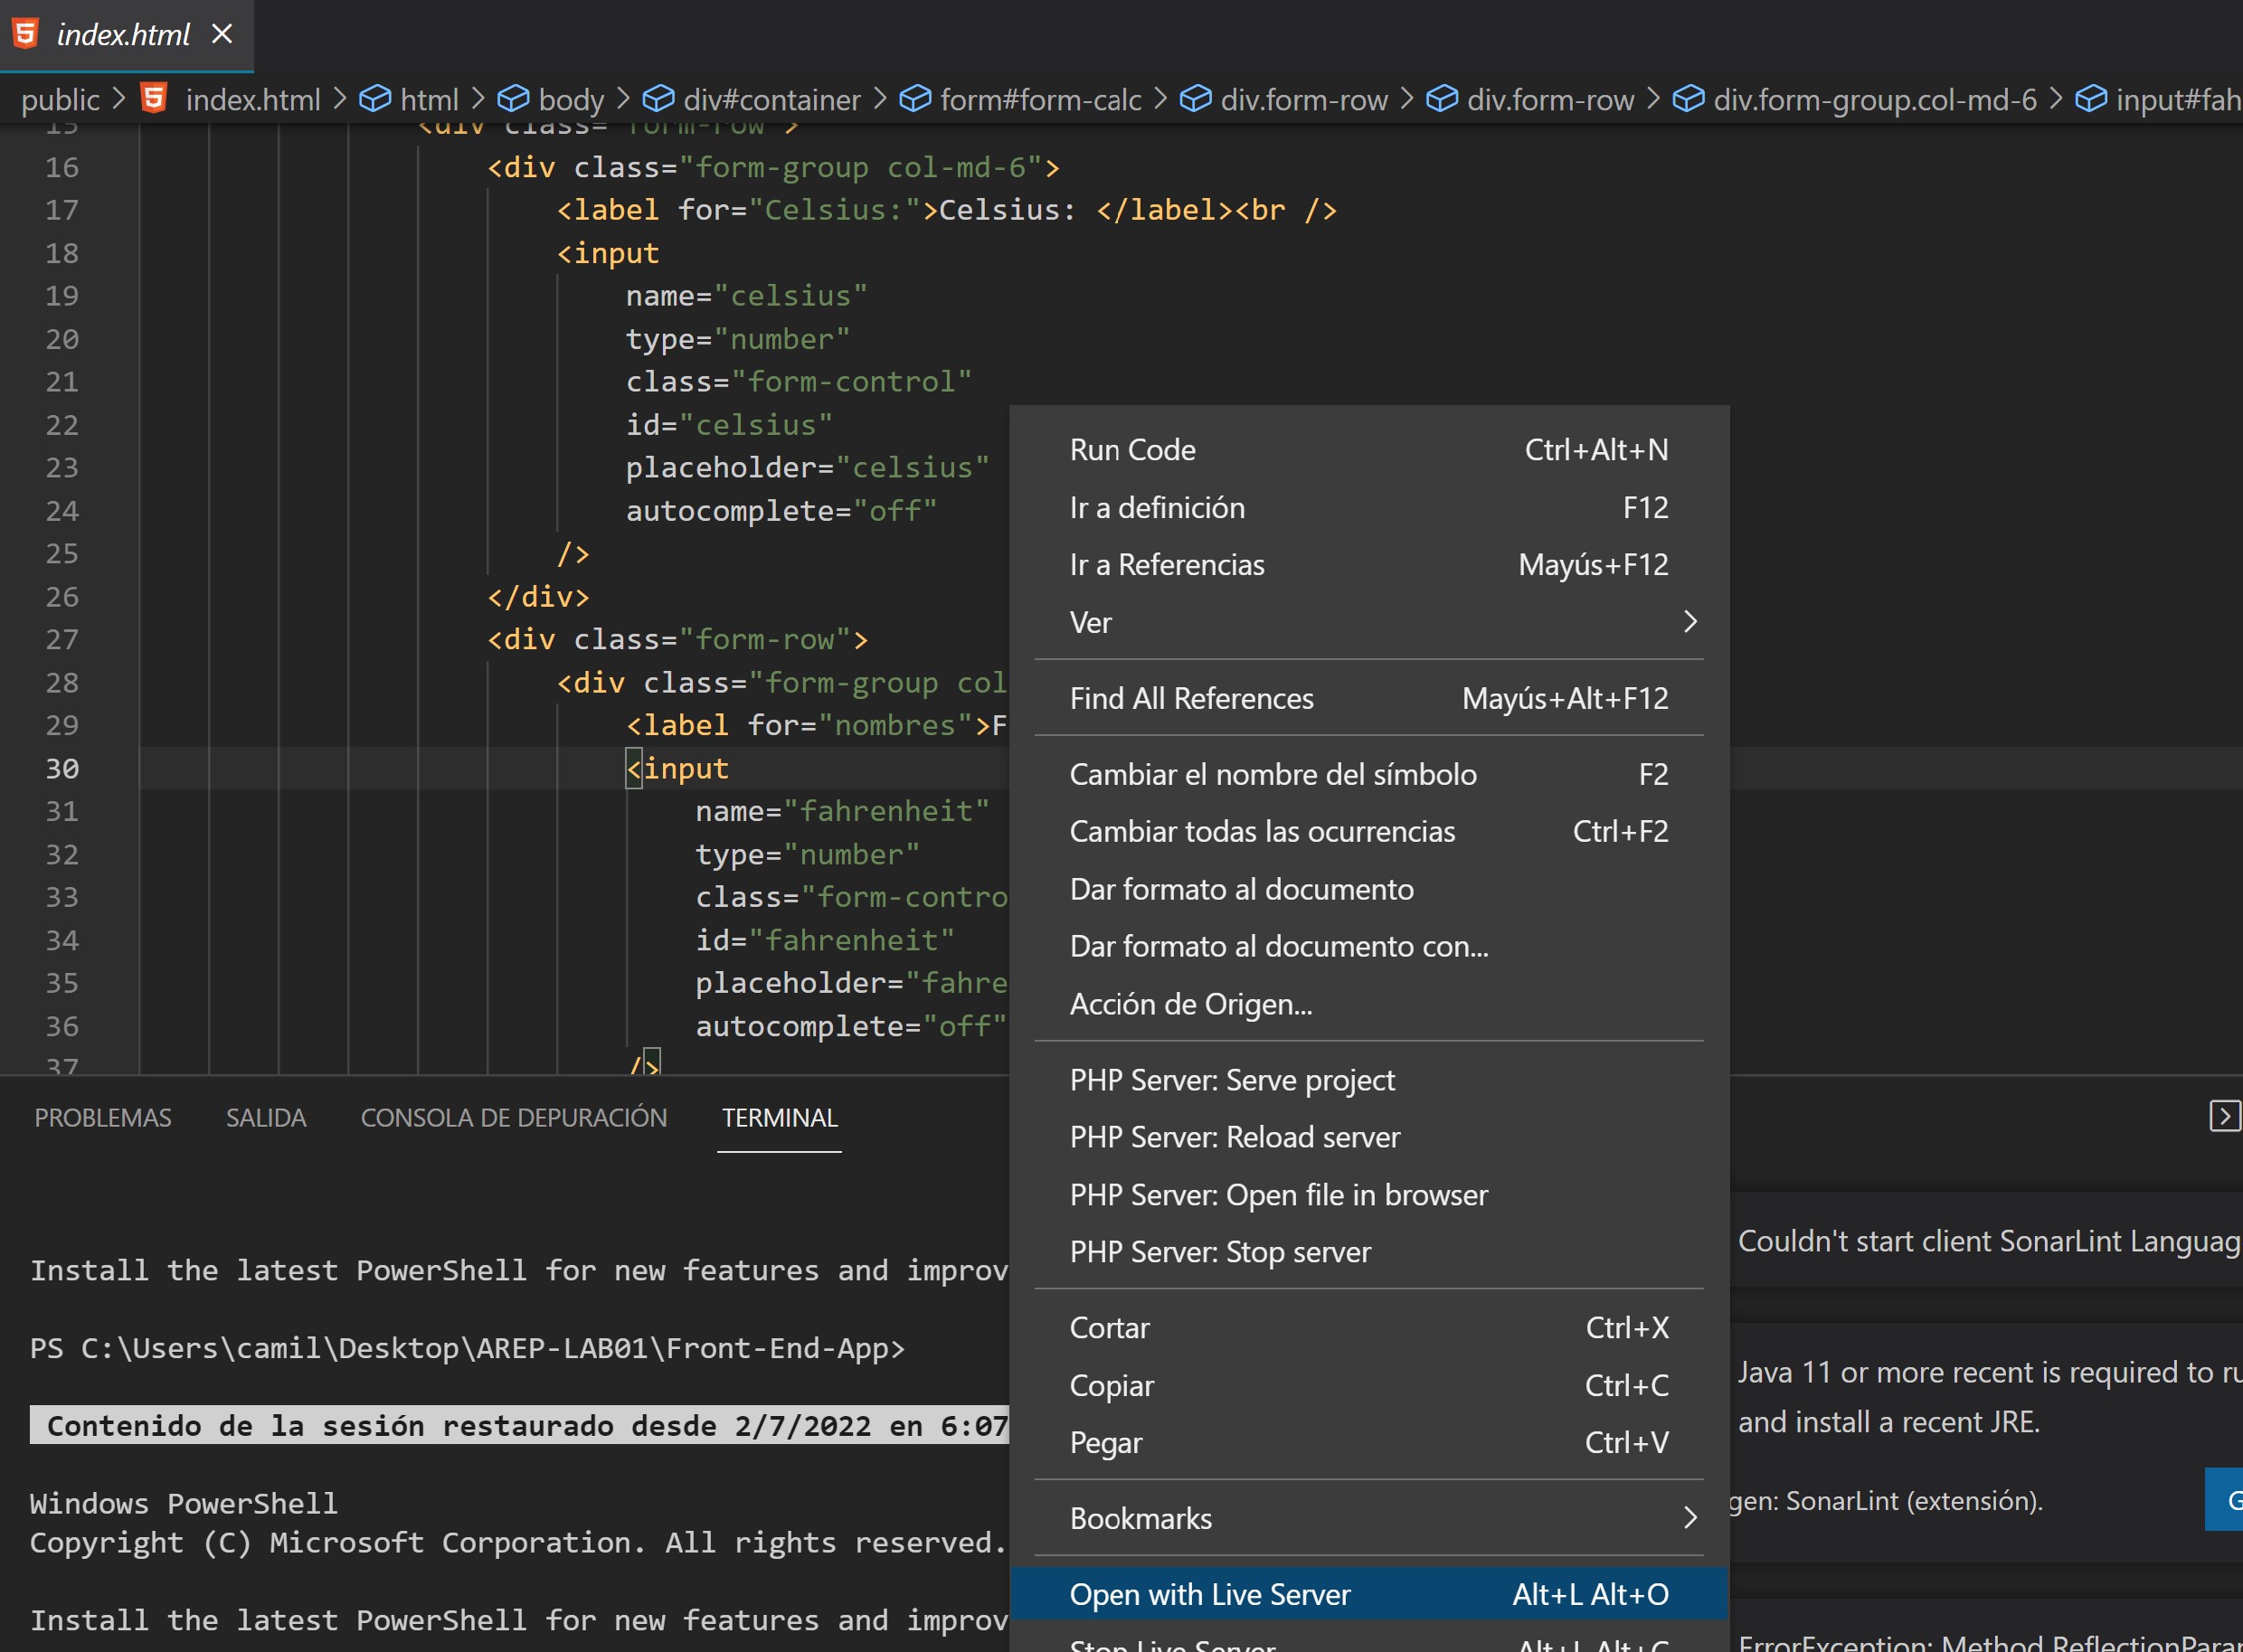 index.html
public > index.html > html > body > div#container > form#form-calc > div.form-row > div.form-row > div.form-group.col-md-6 > input#fah
15 <div class="form-row">
16 <div class="form-group col-md-6">
17 <label for="Celsius:">Celsius: </label><br />
18 <input
19 name="celsius"
20 type="number"
21 class="form-control"
22 id="celsius"
23 placeholder="celsius"
24 autocomplete="off"
25 />
26 </div>
27 <div class="form-row">
28 <div class="form-group col
29 <label for="nombres">F
30 <input
31 name="fahrenheit"
32 type="number"
33 class="form-contro
34 id="fahrenheit"
35 placeholder="fahre
36 autocomplete="off"
37 />
Run Code Ctrl+Alt+N
Ir a definición F12
Ir a Referencias Mayús+F12
Ver
Find All References Mayús+Alt+F12
Cambiar el nombre del símbolo F2
Cambiar todas las ocurrencias Ctrl+F2
Dar formato al documento
Dar formato al documento con...
Acción de Origen...
PHP Server: Serve project
PHP Server: Reload server
PHP Server: Open file in browser
PHP Server: Stop server
Cortar Ctrl+X
Copiar Ctrl+C
Pegar Ctrl+V
Bookmarks
Open with Live Server Alt+L Alt+O
Stop Live Server Alt+L Alt+C
PROBLEMAS SALIDA CONSOLA DE DEPURACIÓN TERMINAL
Install the latest PowerShell for new features and improv
PS C:\Users\camil\Desktop\AREP-LAB01\Front-End-App>
Contenido de la sesión restaurado desde 2/7/2022 en 6:07
Windows PowerShell
Copyright (C) Microsoft Corporation. All rights reserved.
Install the latest PowerShell for new features and improv
Couldn't start client SonarLint Languag
Java 11 or more recent is required to ru
and install a recent JRE.
gen: SonarLint (extensión).
G
ErrorException: Method ReflectionParar